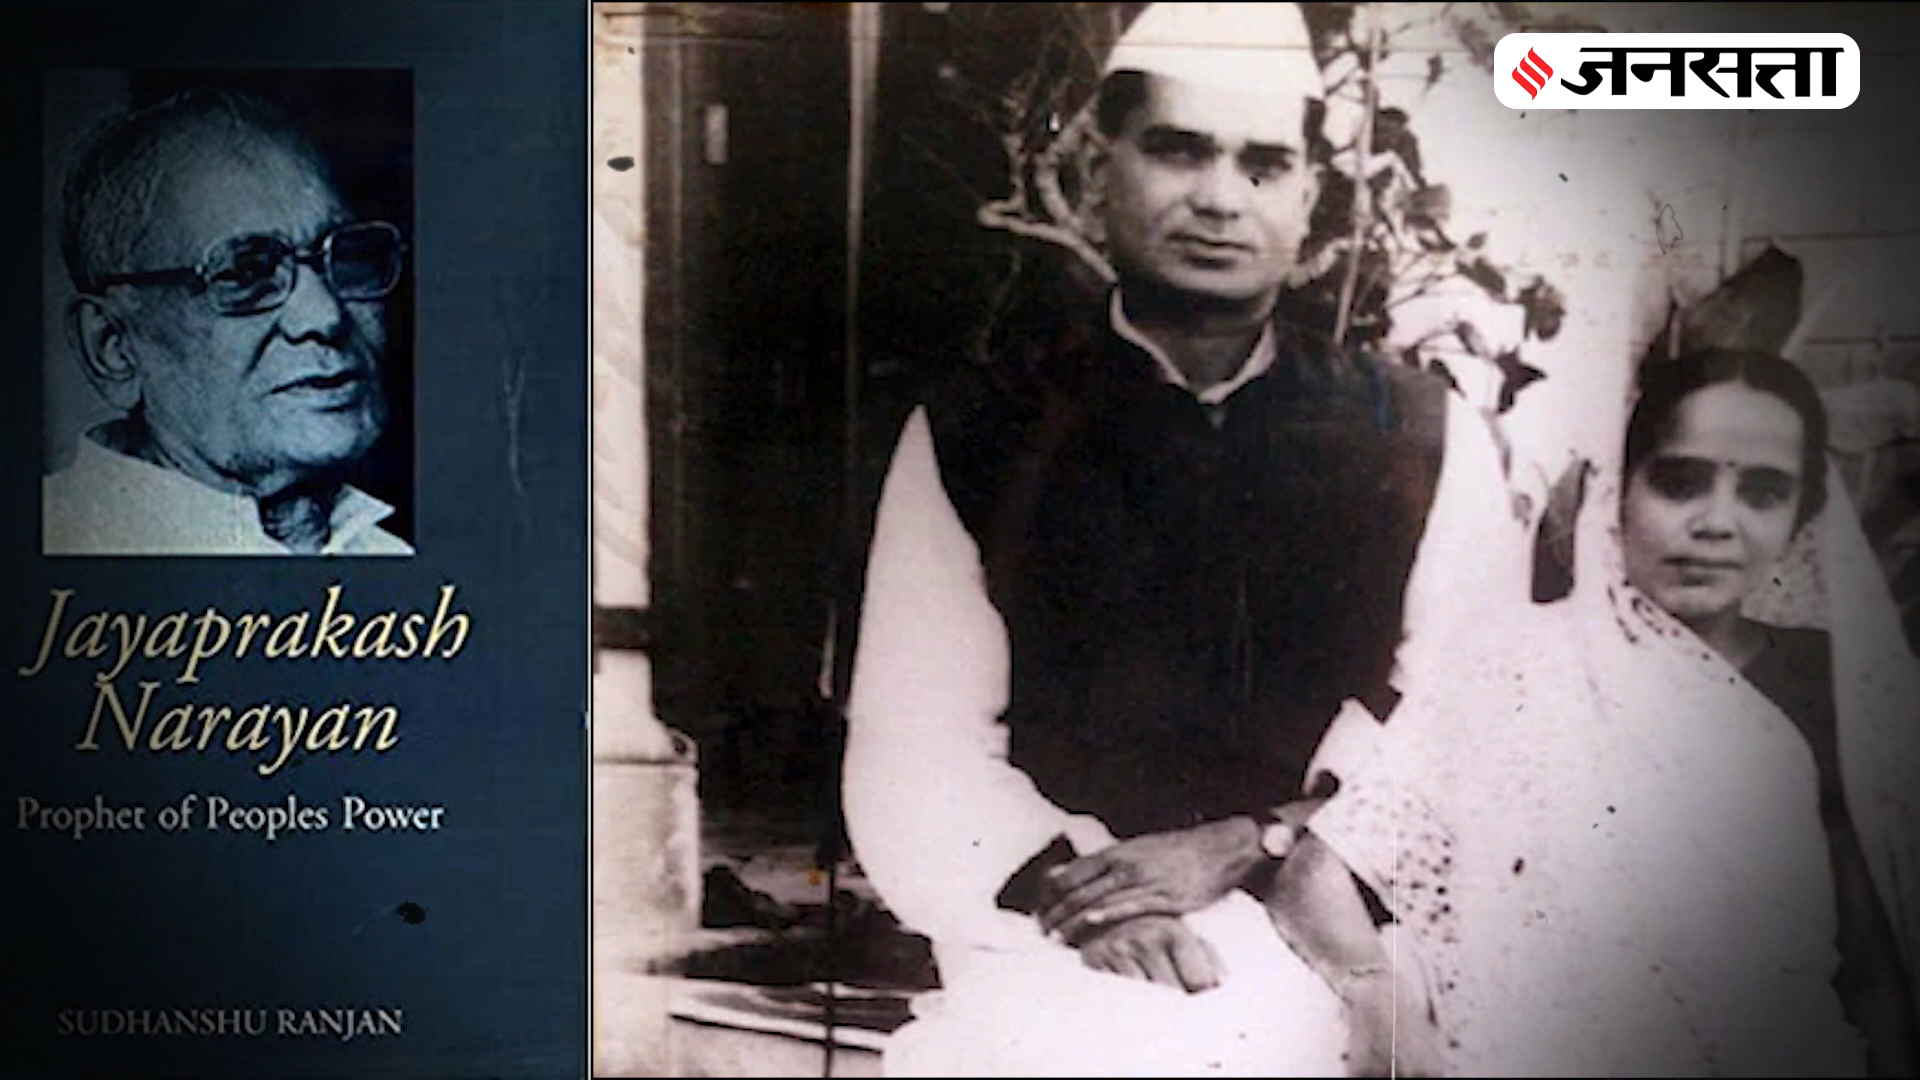 Jayaprakash
Narayan
Prophet of Peoples Power
SUDHANSHU RANJAN
जनसत्ता